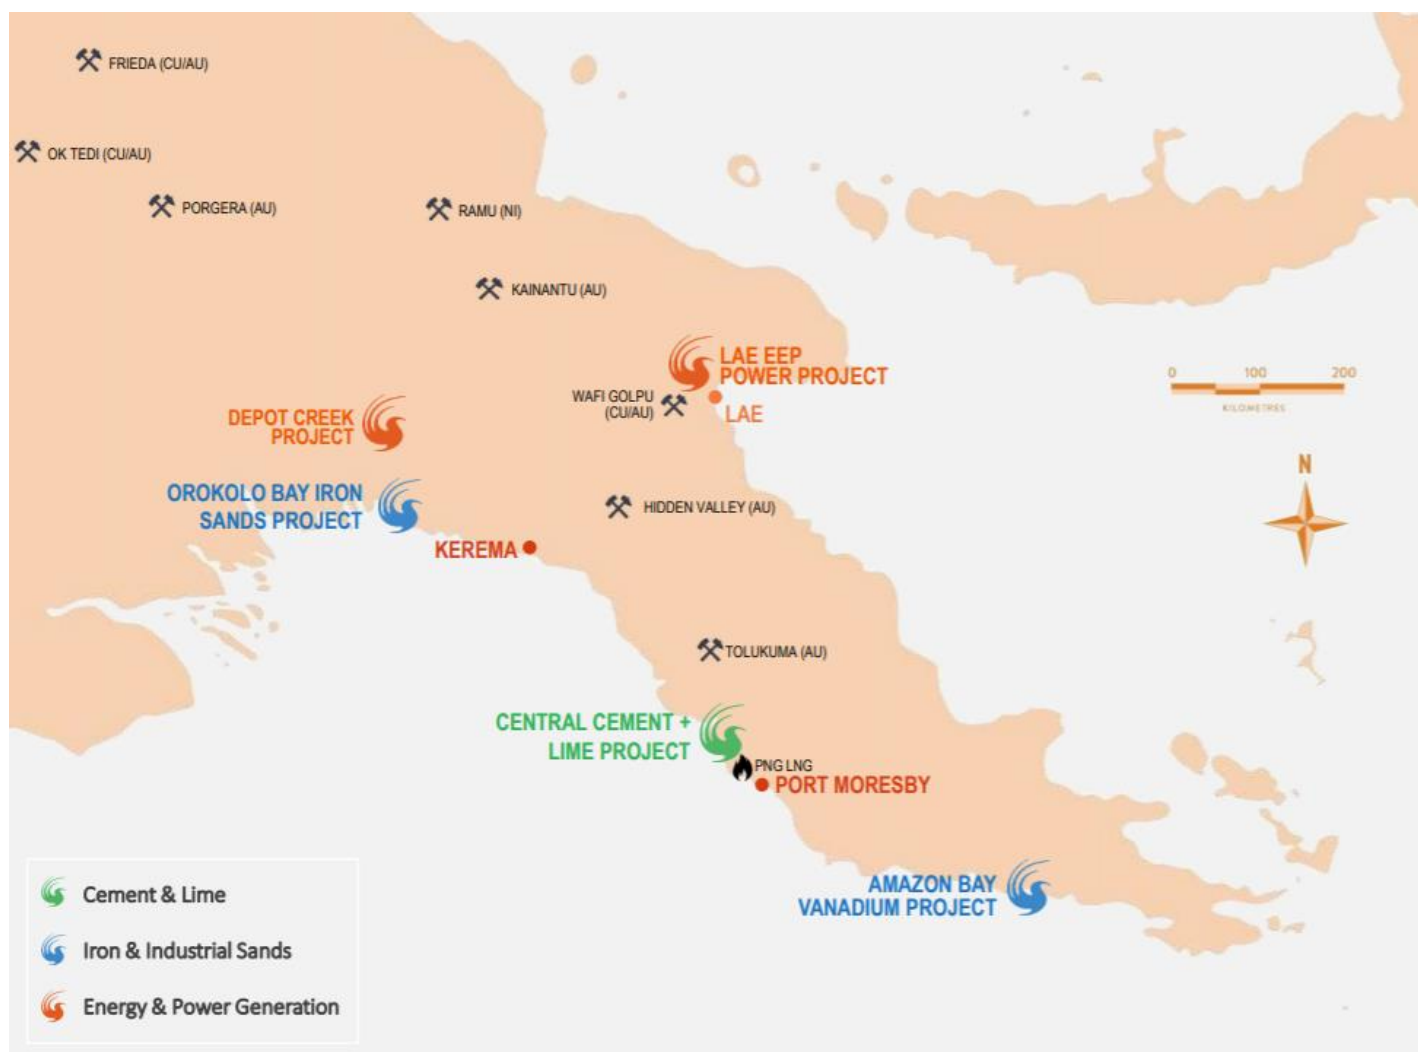 FRIEDA (CU/AU)
OK TEDI (CU/AU)
PORGERA (AU)
RAMU (NI)
KAINANTU (AU)
LAE EEP
POWER PROJECT
0 100 200
KILOMETRES
WAFI GOLPU
(CU/AU)
LAE
DEPOT CREEK
PROJECT
N
OROKOLO BAY IRON
SANDS PROJECT
HIDDEN VALLEY (AU)
KEREMA
TOLUKUMA (AU)
CENTRAL CEMENT +
LIME PROJECT
PNG LNG
PORT MORESBY
AMAZON BAY
VANADIUM PROJECT
Cement & Lime
Iron & Industrial Sands
Energy & Power Generation